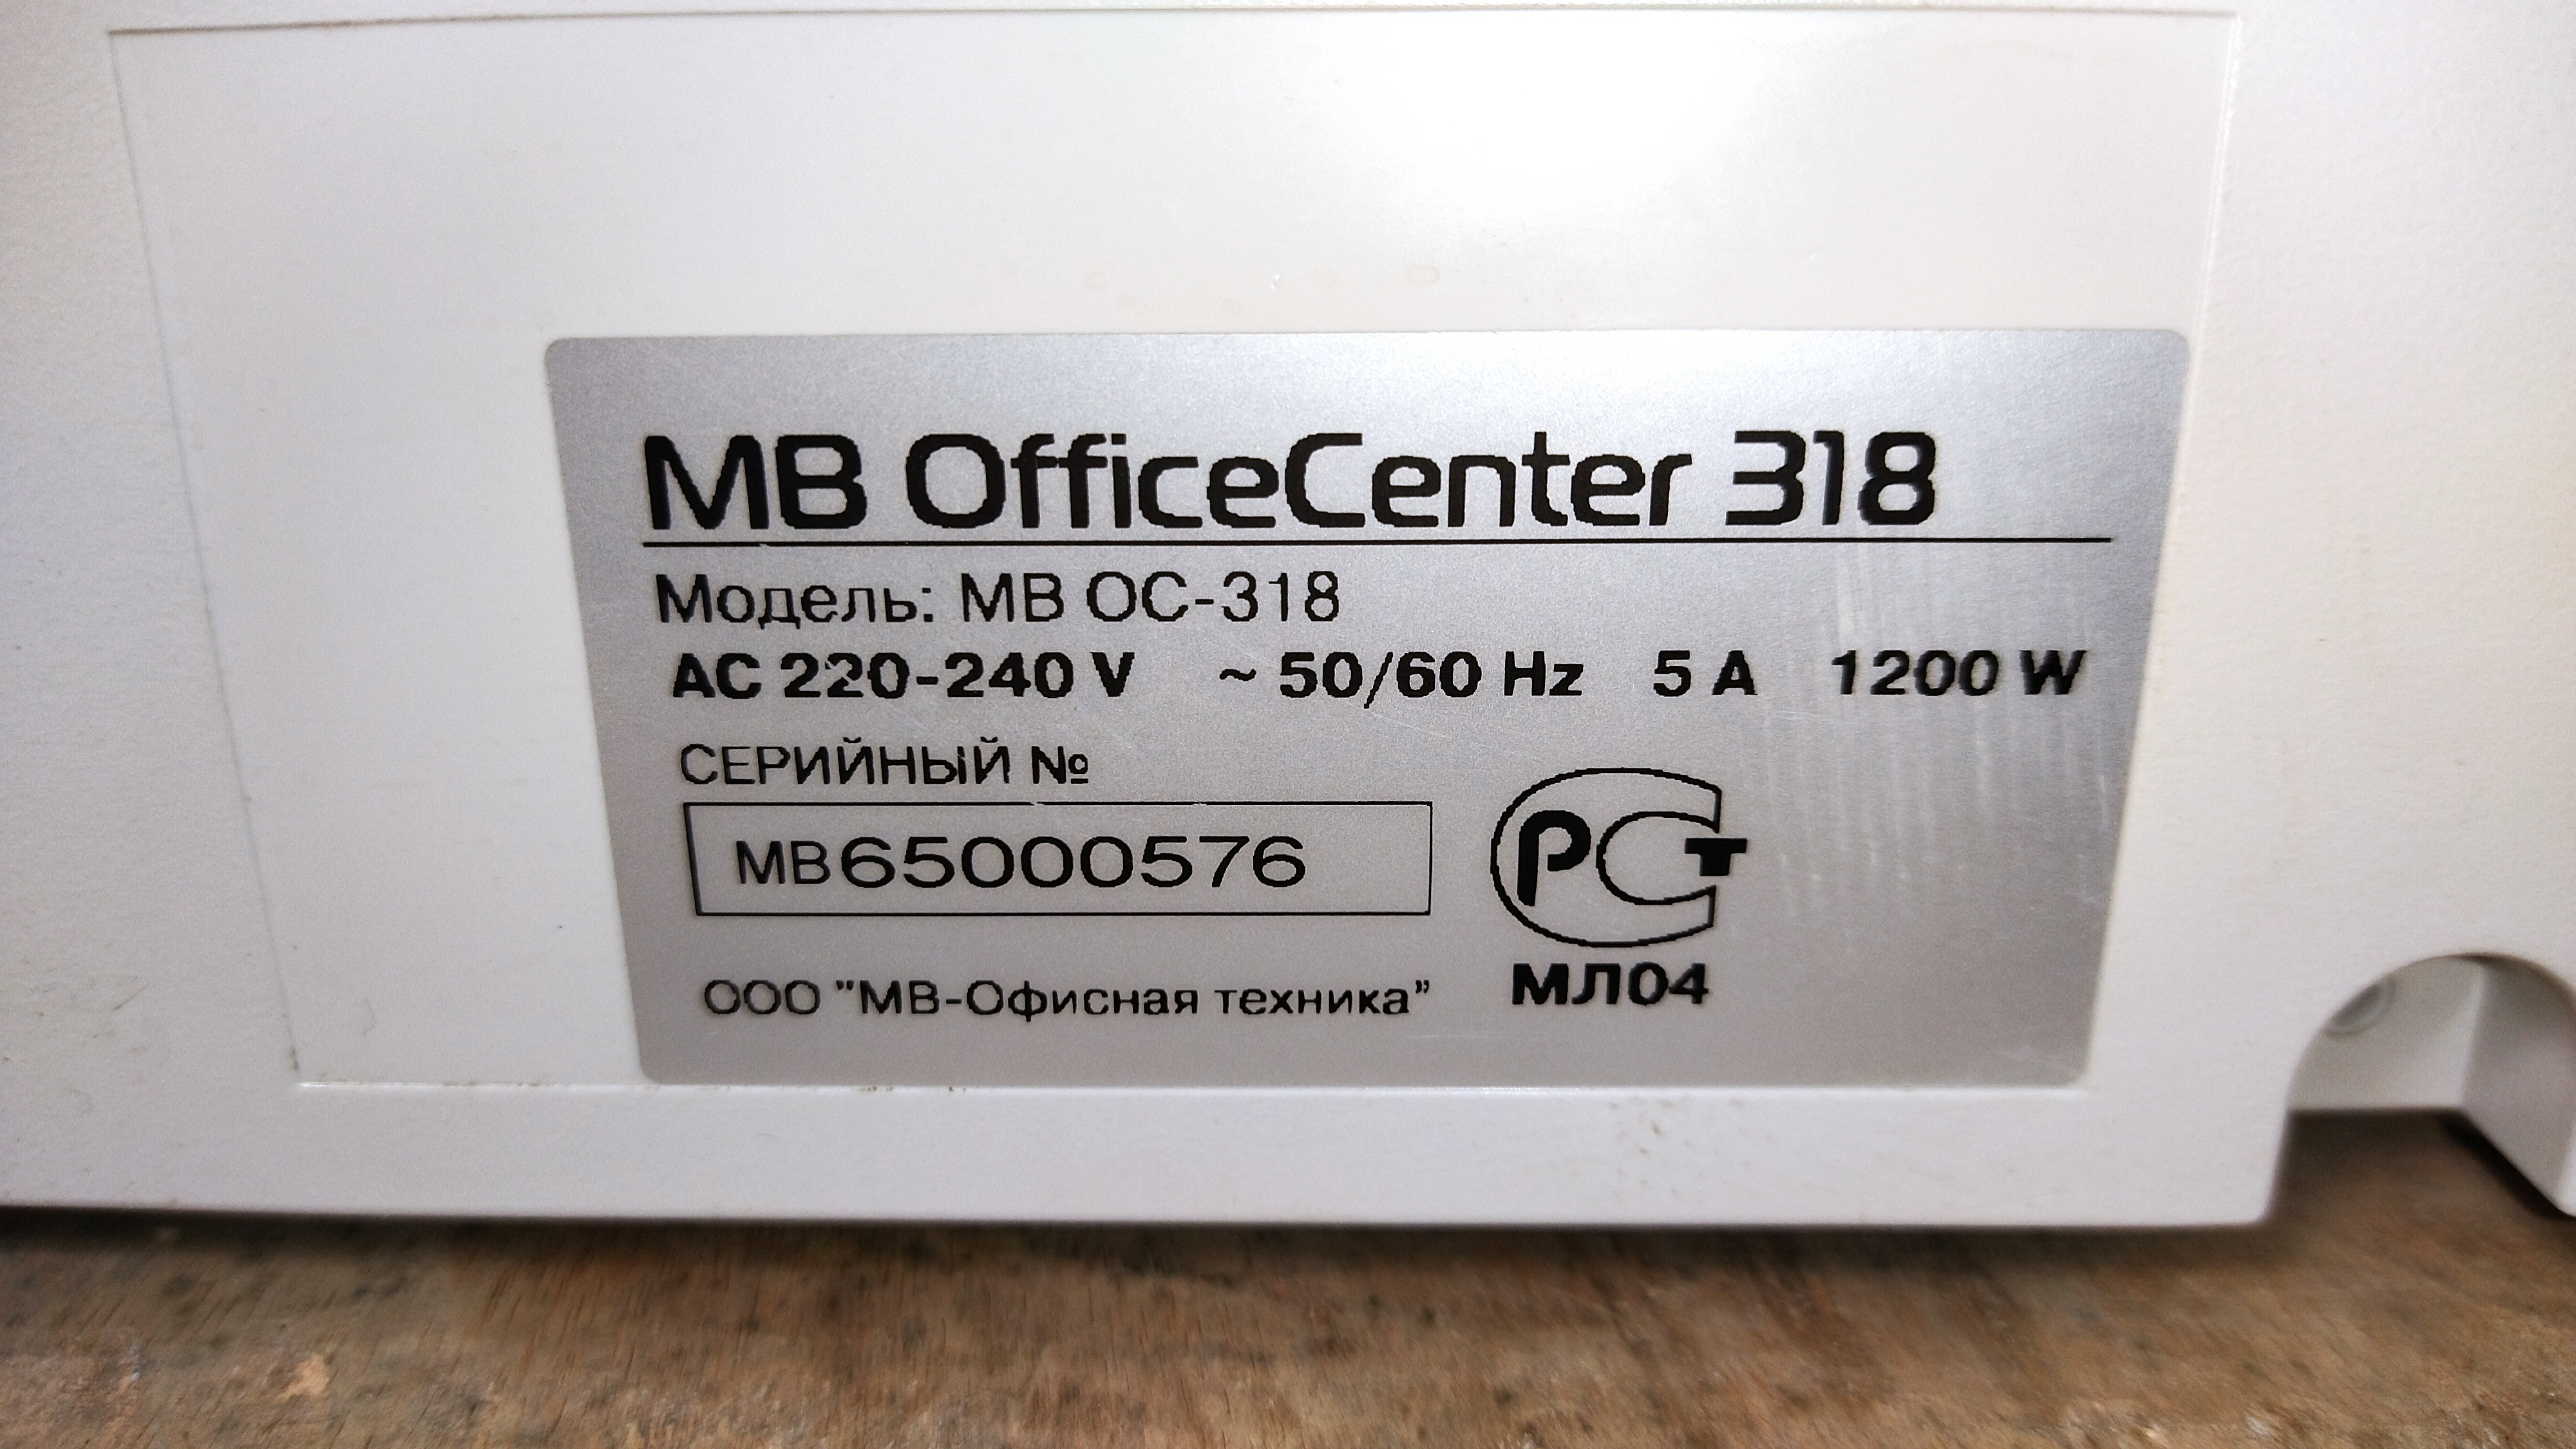 MB OfficeCenter 318
Модель: MB OC-318
AC 220-240 V ~ 50/60 Hz 5 A 1200 W
СЕРИЙНЫЙ №
MB65000576
РСТ
МЛ04
ООО "МВ-Офисная техника"